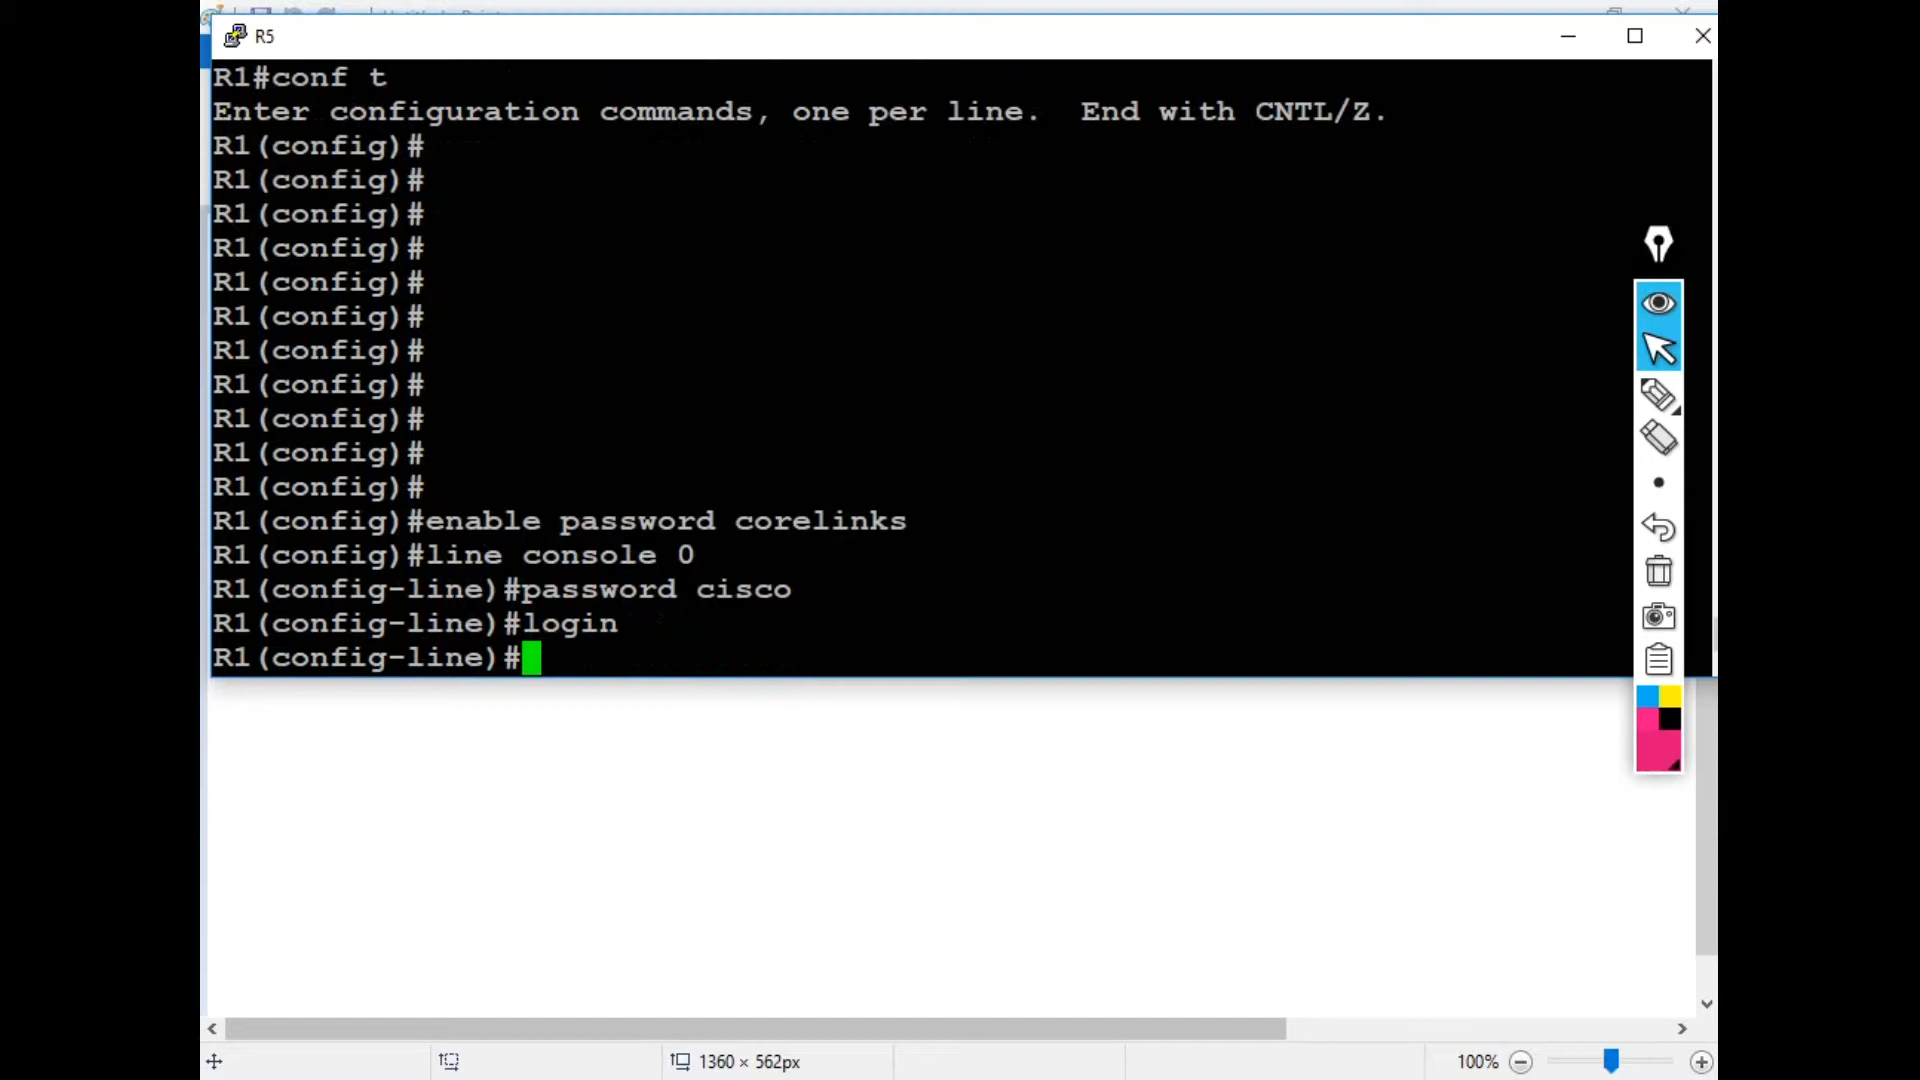 R5
R1#conf t
Enter configuration commands, one per line.  End with CNTL/Z.
R1(config)#
R1(config)#
R1(config)#
R1(config)#
R1(config)#
R1(config)#
R1(config)#
R1(config)#
R1(config)#
R1(config)#
R1(config)#
R1(config)#enable password corelinks
R1(config)#line console 0
R1(config-line)#password cisco
R1(config-line)#login
R1(config-line)#
1360 × 562px
100%